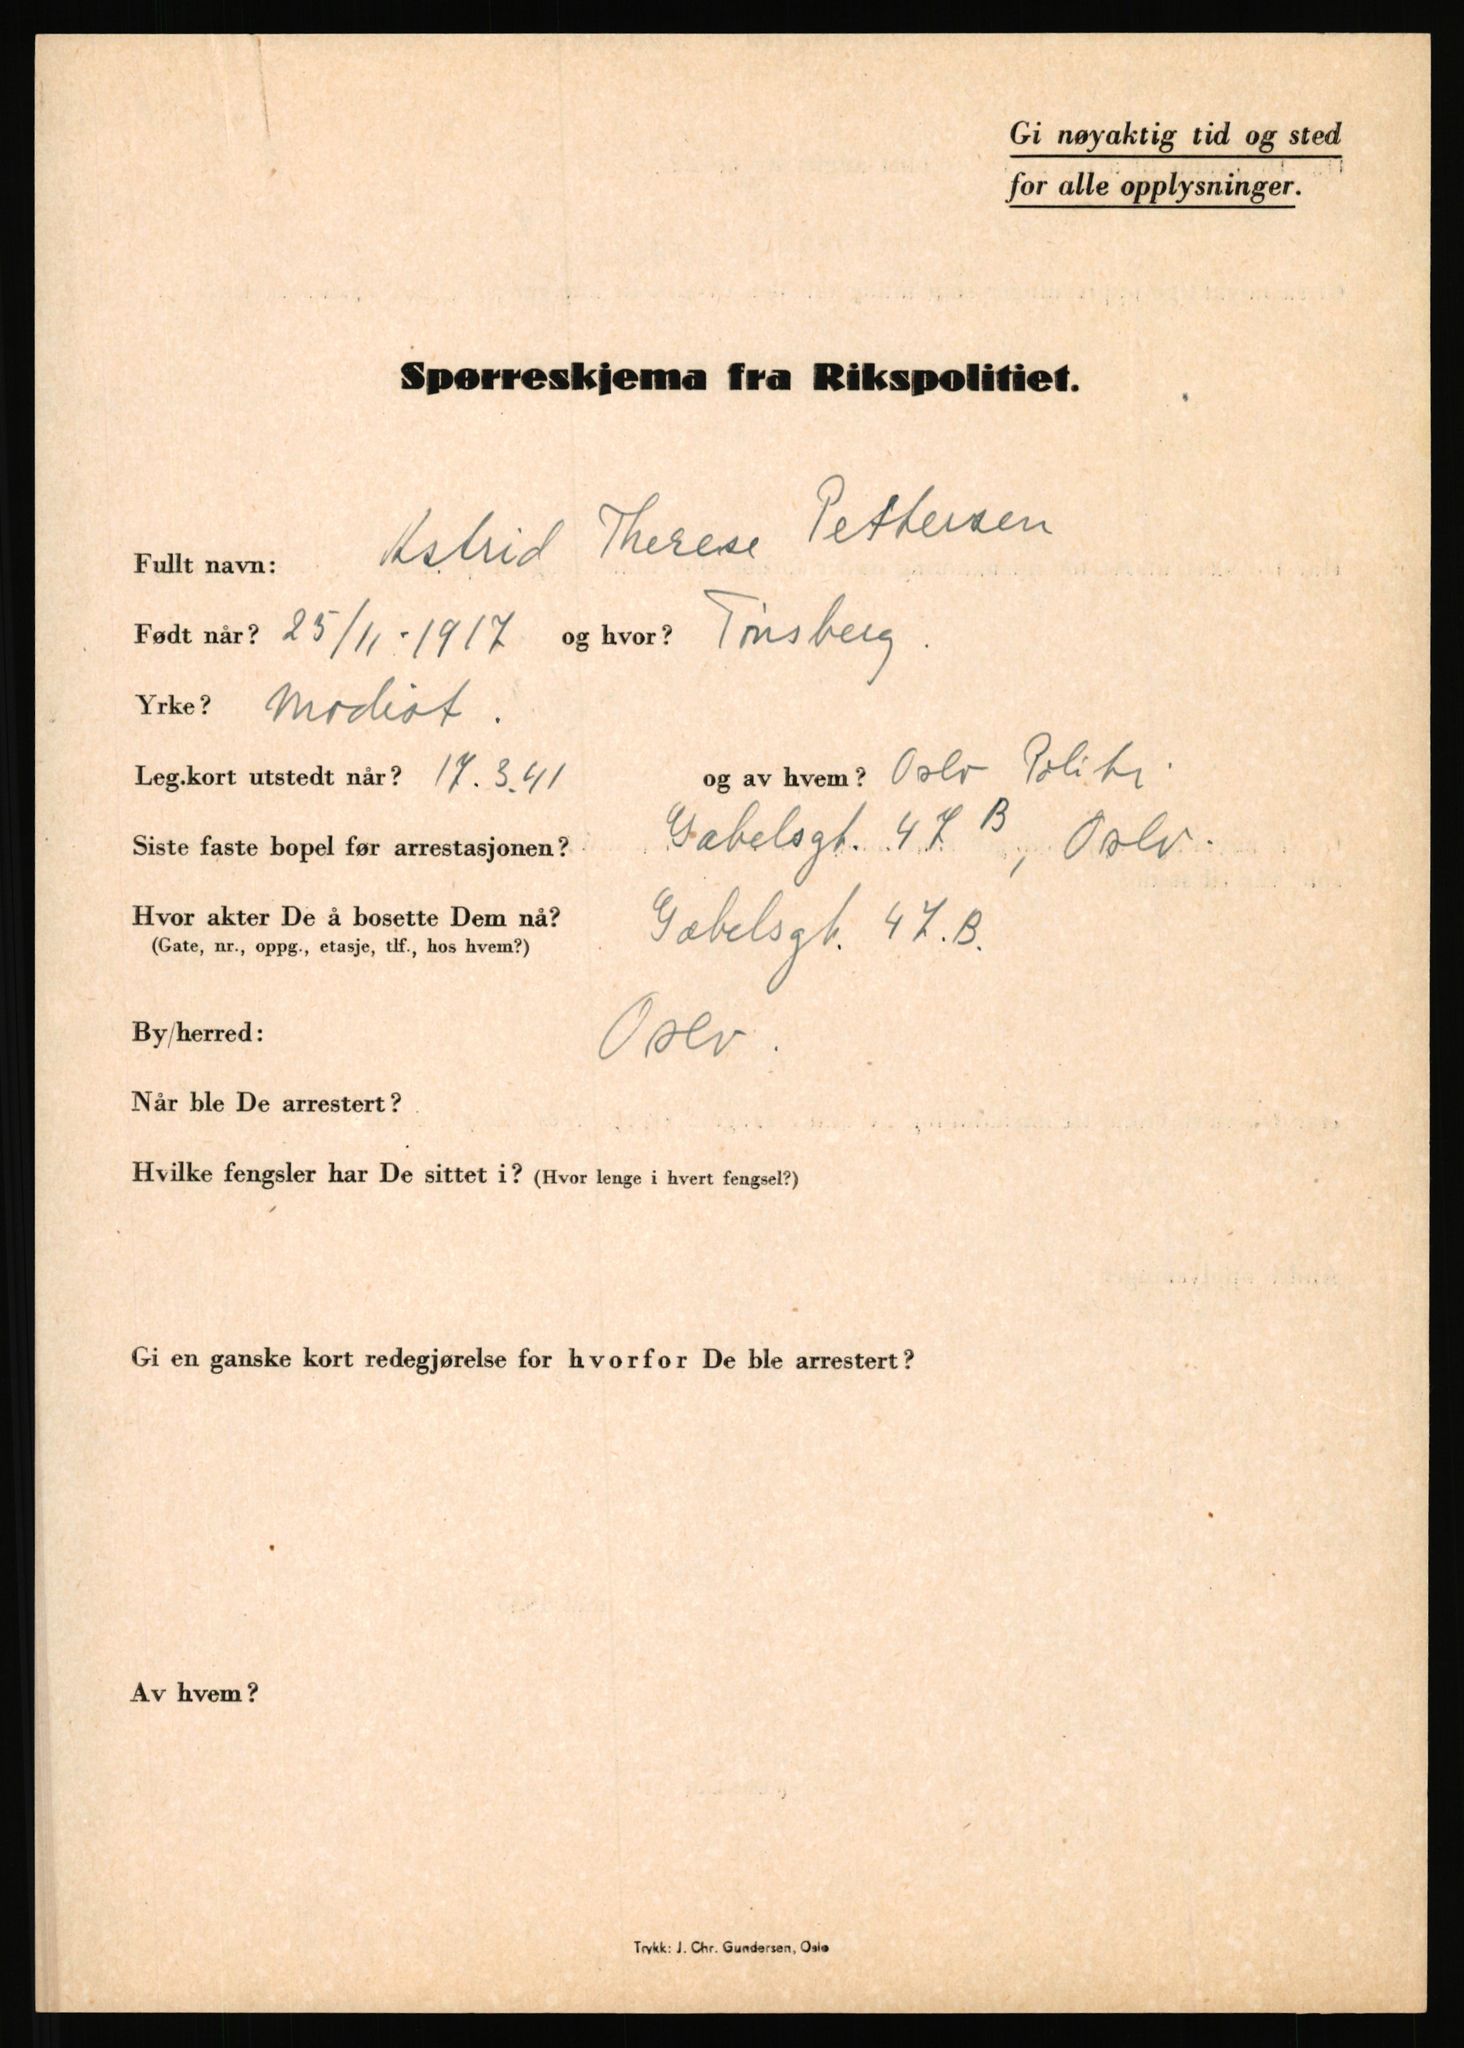 Gi nøyaktig tid og sted
for alle opplysninger.
Spørreskjema fra Rikspolitiet.
Fullt navn: Astrid Therese Pettersen
Født når? 25/11-1917 og hvor? Tønsberg.
Yrke? Modist.
Leg.kort utstedt når? 17.3.41 og av hvem? Oslo Politi.
Siste faste bopel før arrestasjonen? Gabelsgt. 47 B, Oslo.
Hvor akter De å bosette Dem nå? Gabelsgt. 47.B.
(Gate, nr., oppg., etasje, tlf., hos hvem?)
By/herred: Oslo.
Når ble De arrestert?
Hvilke fengsler har De sittet i? (Hvor lenge i hvert fengsel?)
Gi en ganske kort redegjørelse for hvorfor De ble arrestert?
Av hvem?
Trykk: J. Chr. Gundersen, Oslo